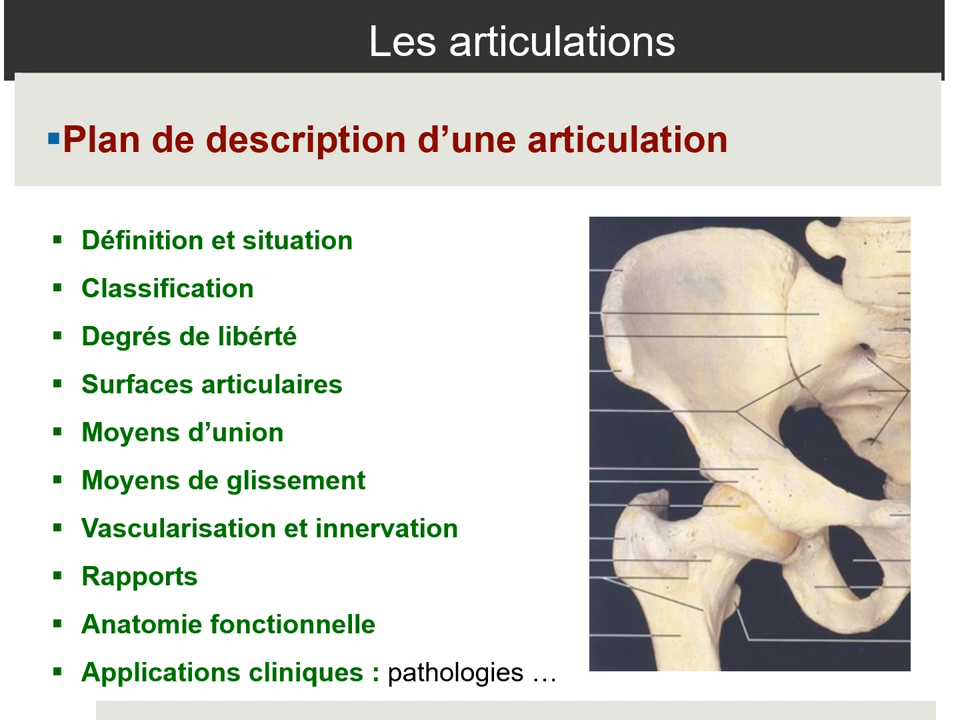 Les articulations
▪Plan de description d’une articulation
▪ Définition et situation
▪ Classification
▪ Degrés de libérté
▪ Surfaces articulaires
▪ Moyens d’union
▪ Moyens de glissement
▪ Vascularisation et innervation
▪ Rapports
▪ Anatomie fonctionnelle
▪ Applications cliniques : pathologies …